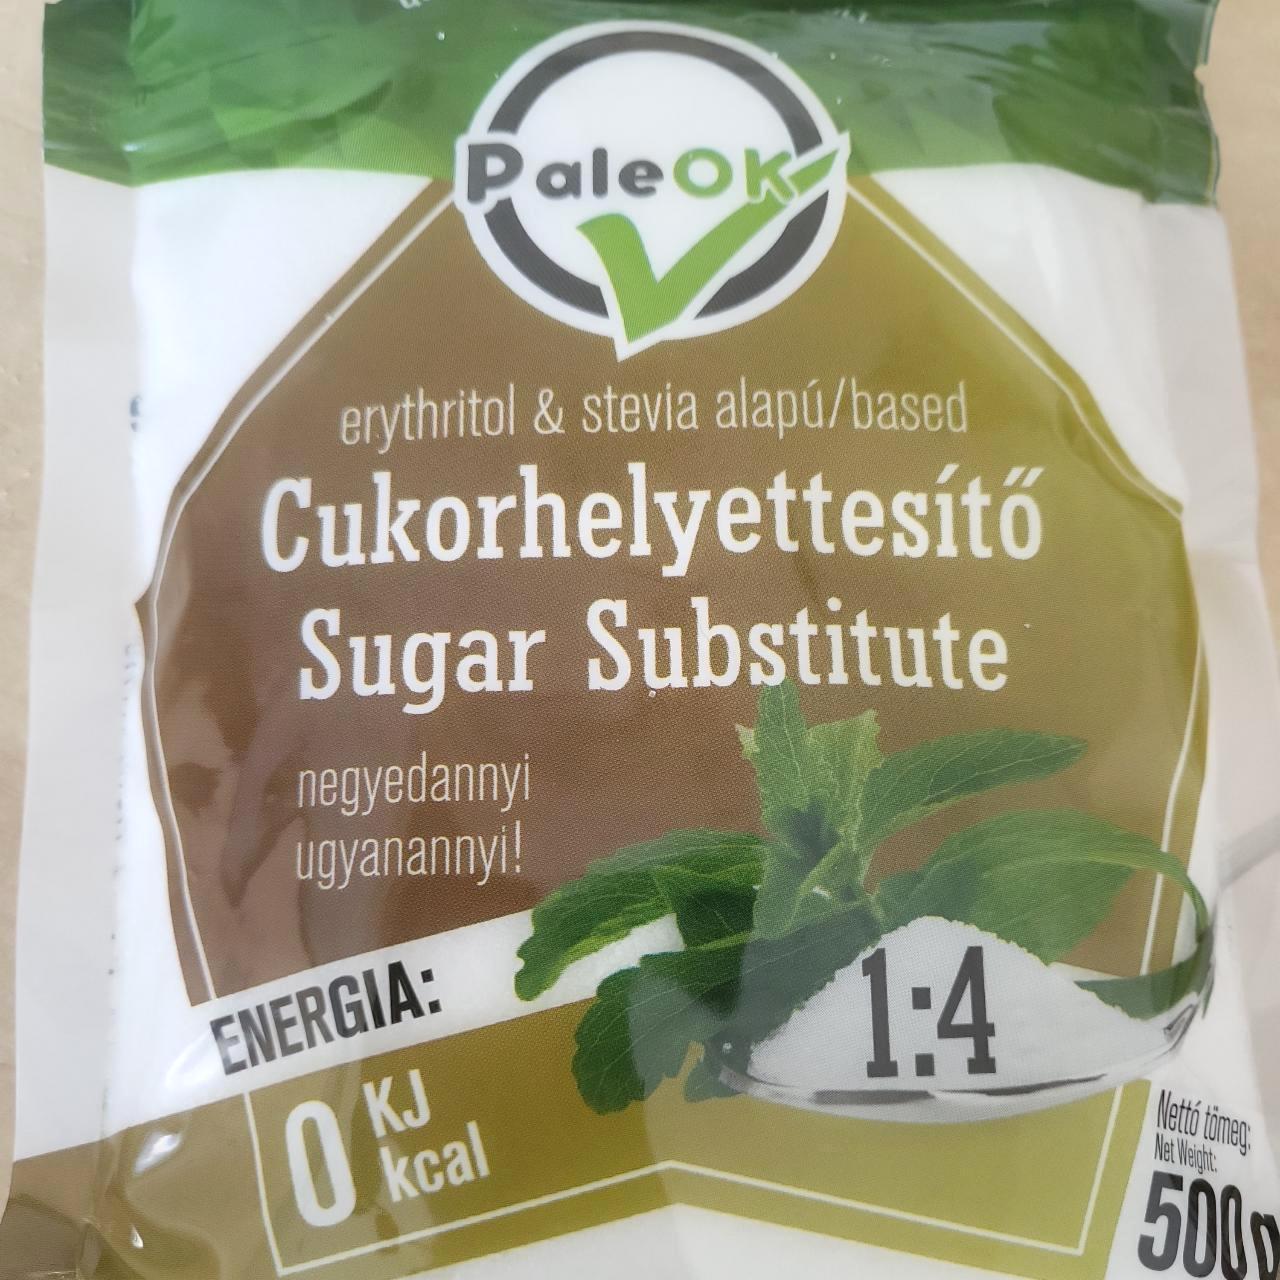 PaleOK
erythritol & stevia alapú/based
Cukorhelyettesítő
Sugar Substitute
negyedannyi
ugyanannyi!
1:4
ENERGIA:
0 KJ
kcal
Nettó tömeg:
Net Weight:
500 g